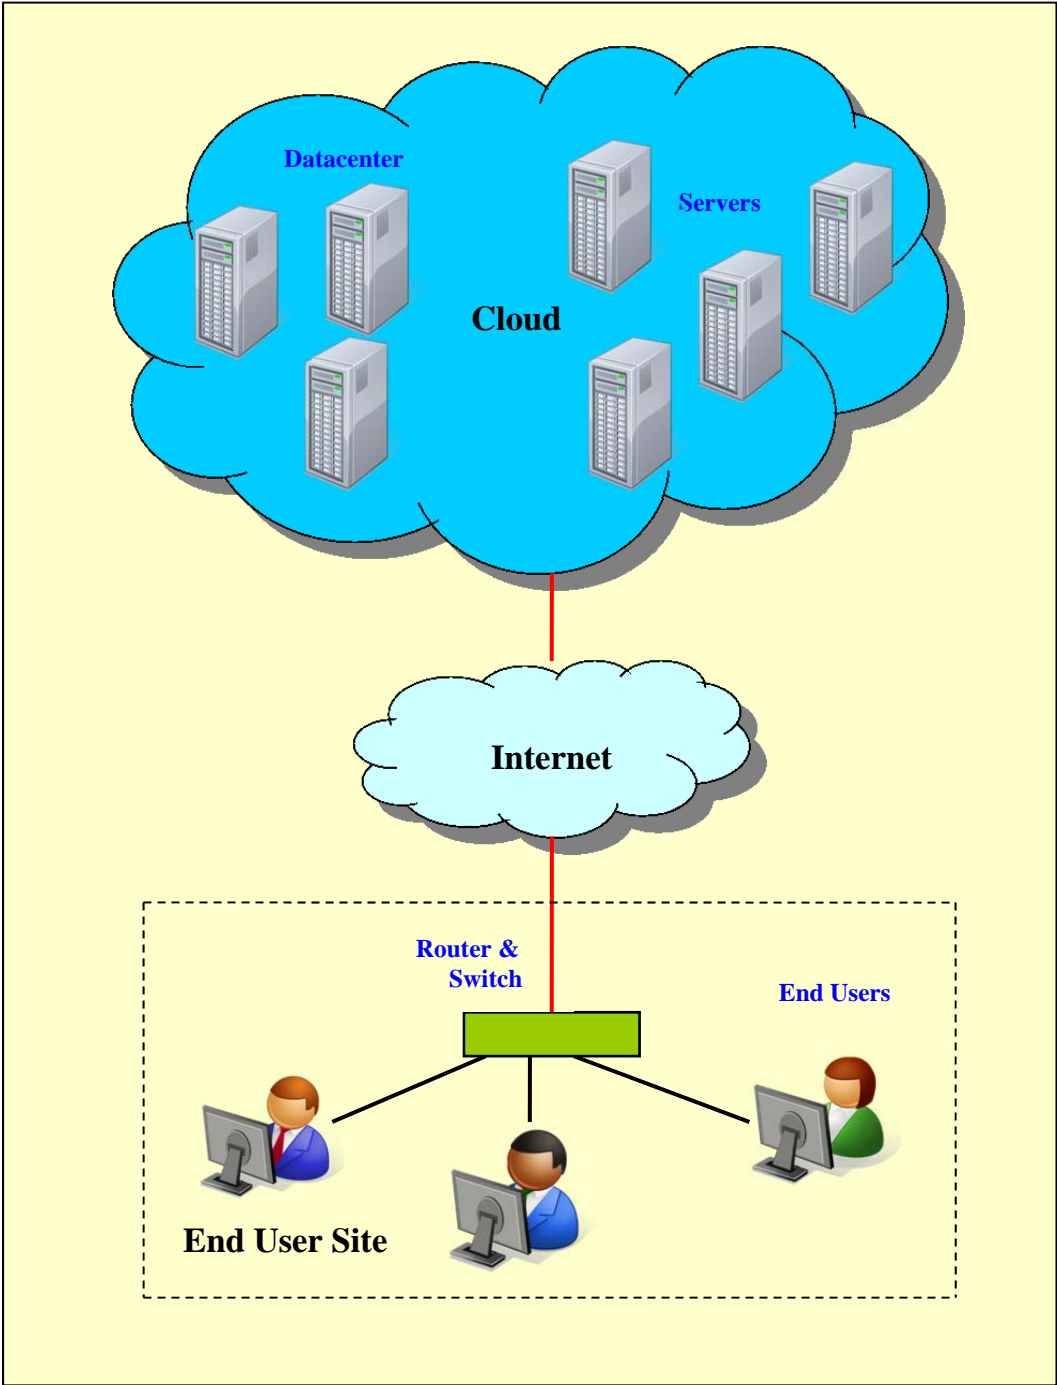 Datacenter
Servers
Cloud
Internet
Router &
Switch
End Users
End User Site